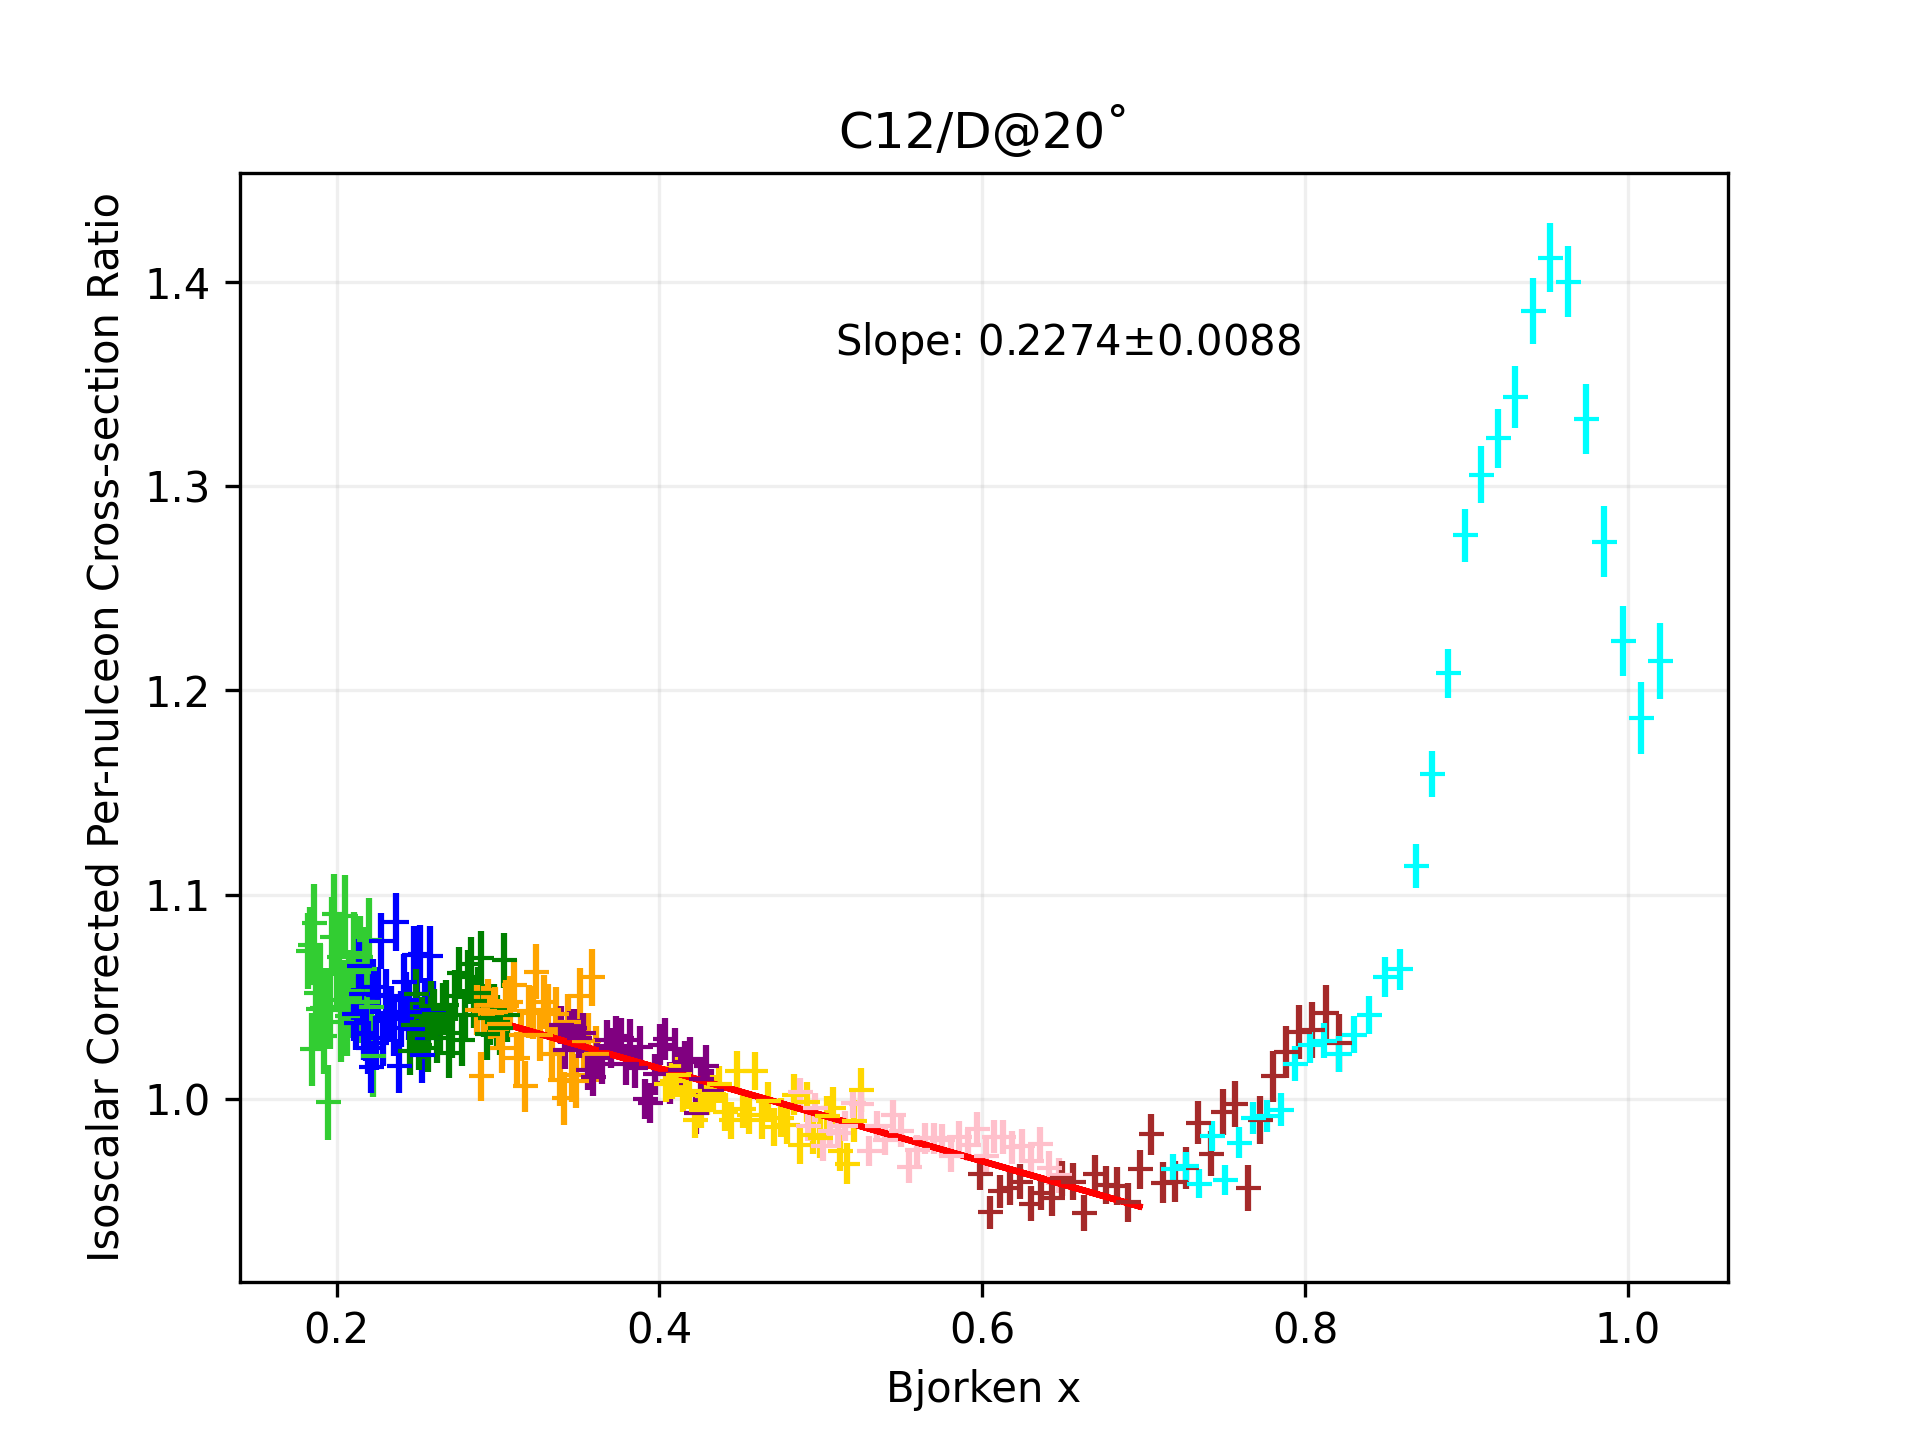 C12/D@20˚
Isoscalar Corrected Per-nulceon Cross-section Ratio
1.4
1.3
1.2
1.1
1.0
Slope: 0.2274±0.0088
0.2 0.4 0.6 0.8 1.0
Bjorken x